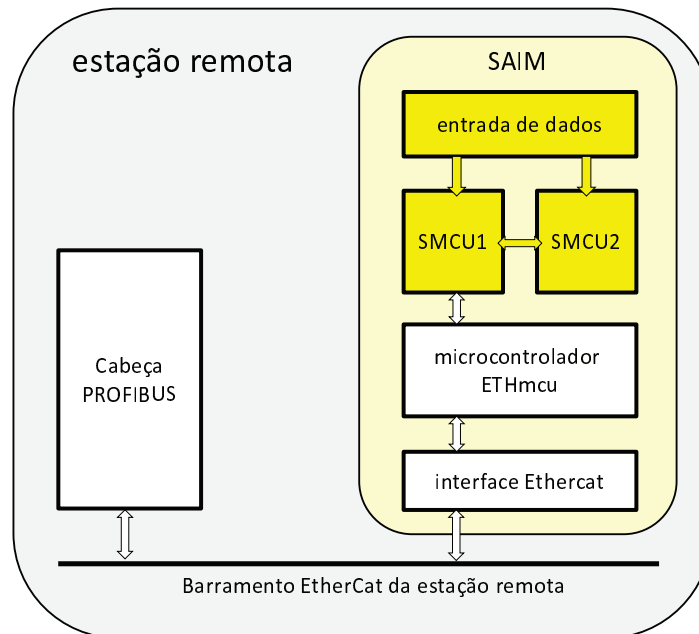 estação remota
SAIM
entrada de dados
SMCU1
SMCU2
Cabeça
PROFIBUS
microcontrolador
ETHmcu
interface Ethercat
Barramento EtherCat da estação remota